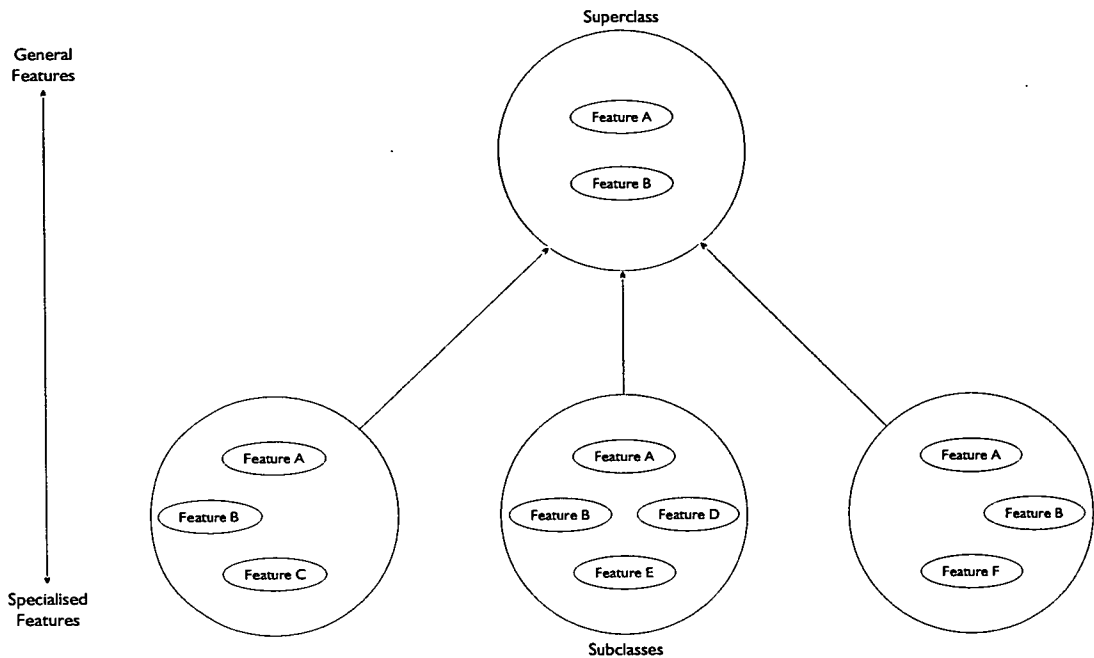 Superclass
General
Features
Feature A
Feature B
Feature A
Feature B
Feature C
Feature A
Feature B
Feature D
Feature E
Feature A
Feature B
Feature F
Specialised
Features
Subclasses